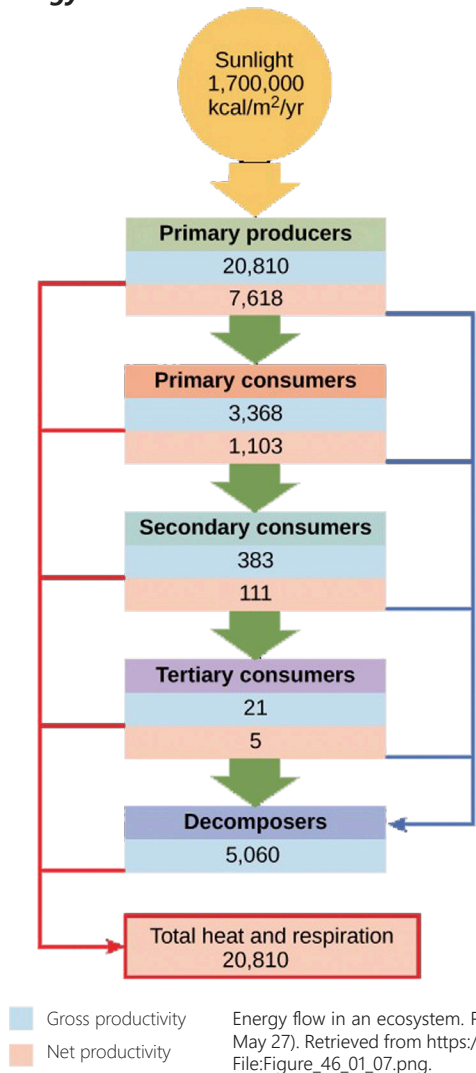 Sunlight
1,700,000
kcal/m²/yr
Primary producers
20,810
7,618
Primary consumers
3,368
1,103
Secondary consumers
383
111
Tertiary consumers
21
5
Decomposers
5,060
Total heat and respiration
20,810
Gross productivity
Net productivity
Energy flow in an ecosystem.
May 27). Retrieved from https:/
File:Figure_46_01_07.png.